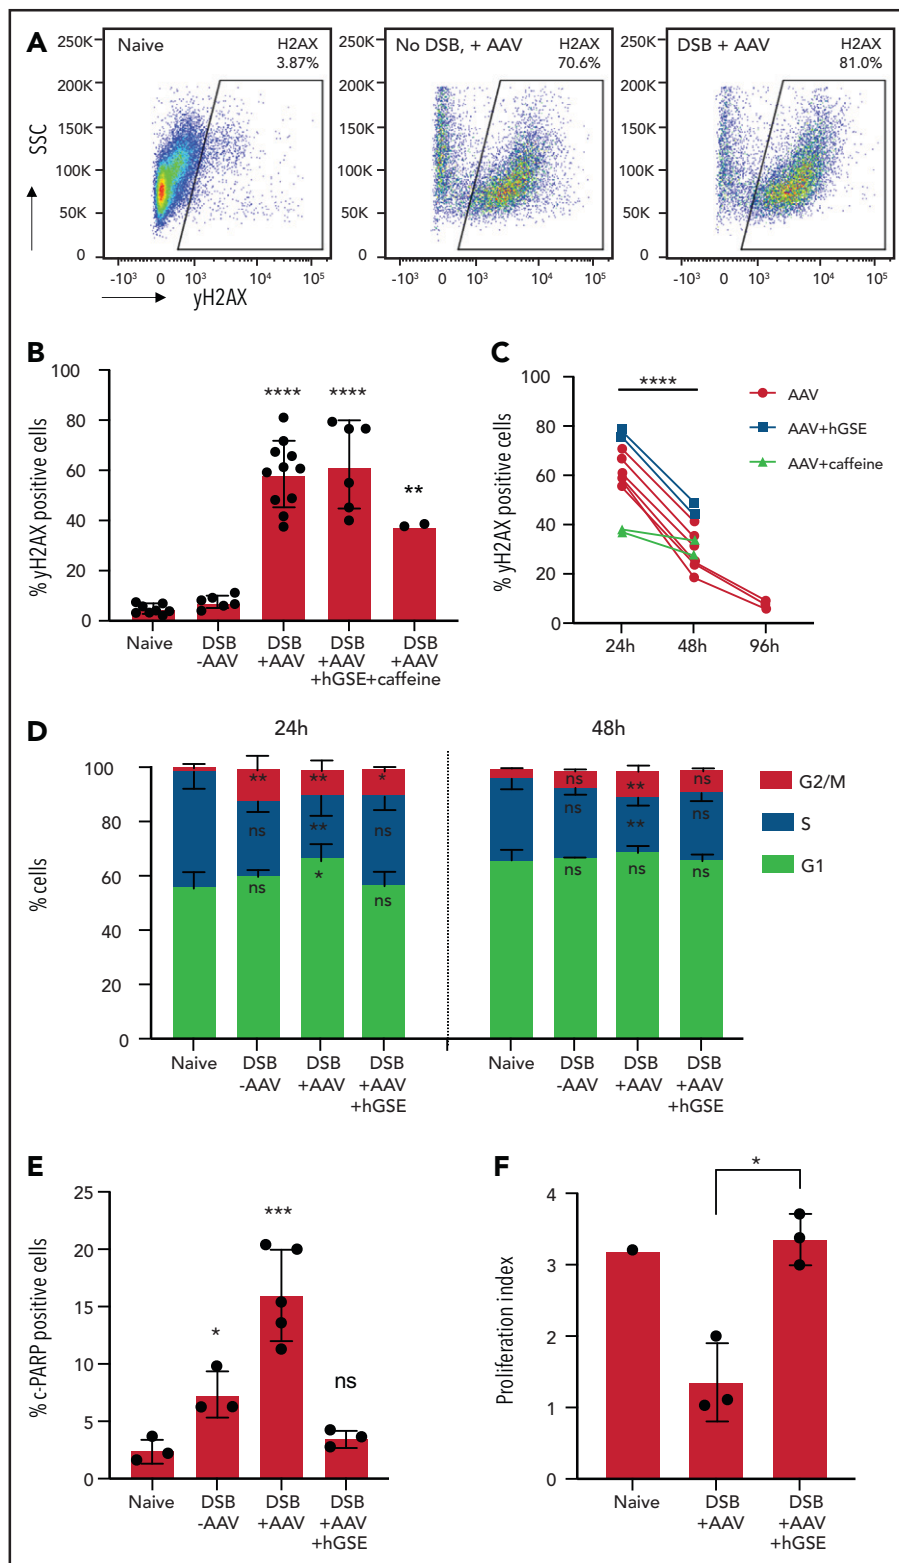 A
Naive
H2AX
3.87%
No DSB, + AAV
H2AX
70.6%
DSB + AAV
H2AX
81.0%
250K
200K
150K
100K
50K
0
250K
200K
150K
100K
50K
0
250K
200K
150K
100K
50K
0
SSC
-10³ 0 10³ 10⁴ 10⁵
-10³ 0 10³ 10⁴ 10⁵
-10³ 0 10³ 10⁴ 10⁵
yH2AX
B
% yH2AX positive cells
100
80
60
40
20
0
**** **** **
Naive
DSB
-AAV
DSB
+AAV
DSB
+AAV
+hGSE
DSB
+AAV
+caffeine
C
% yH2AX positive cells
100
80
60
40
20
0
****
AAV
AAV+hGSE
AAV+caffeine
24h 48h 96h
D
24h
48h
% cells
100
80
60
40
20
0
** ** *
ns ** ns
ns * ns
ns ** ns
ns ** ns
ns ns ns
G2/M
S
G1
Naive
DSB
-AAV
DSB
+AAV
DSB
+AAV
+hGSE
Naive
DSB
-AAV
DSB
+AAV
DSB
+AAV
+hGSE
E
% c-PARP positive cells
25
20
15
10
5
0
* *** ns
Naive
DSB
-AAV
DSB
+AAV
DSB
+AAV
+hGSE
F
Proliferation index
4
3
2
1
0
*
Naive
DSB
+AAV
DSB
+AAV
+hGSE